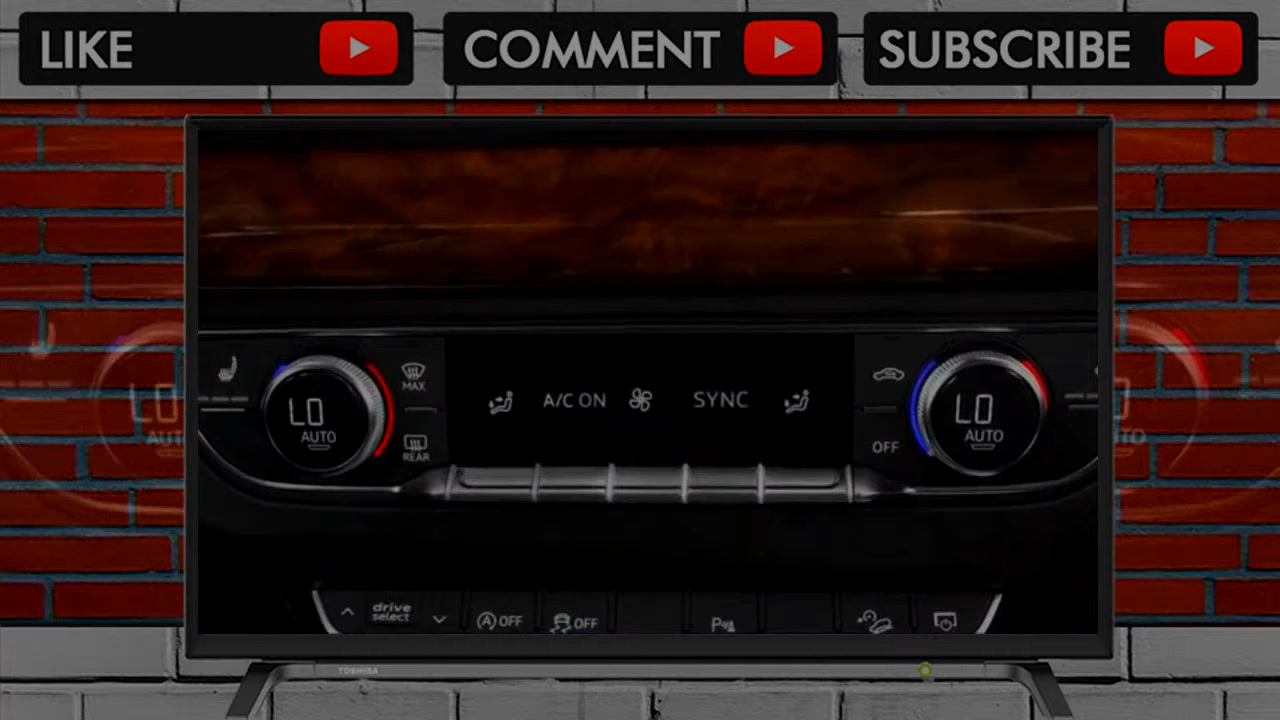 LIKE
COMMENT
SUBSCRIBE
LO
AUTO
MAX
REAR
A/C ON
SYNC
OFF
LO
AUTO
drive
select
OFF
OFF
TOSHIBA